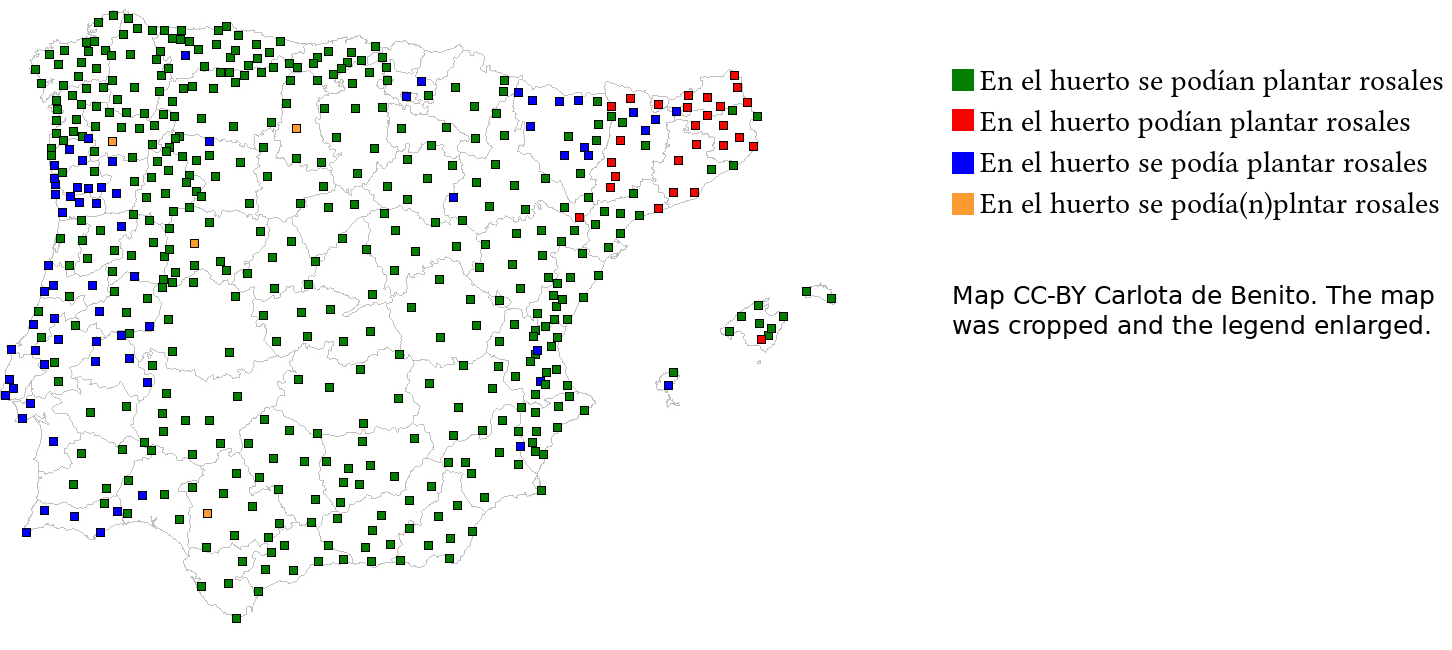 En el huerto se podían plantar rosales
En el huerto podían plantar rosales
En el huerto se podía plantar rosales
En el huerto se podía(n)plntar rosales
Map CC-BY Carlota de Benito. The map
was cropped and the legend enlarged.